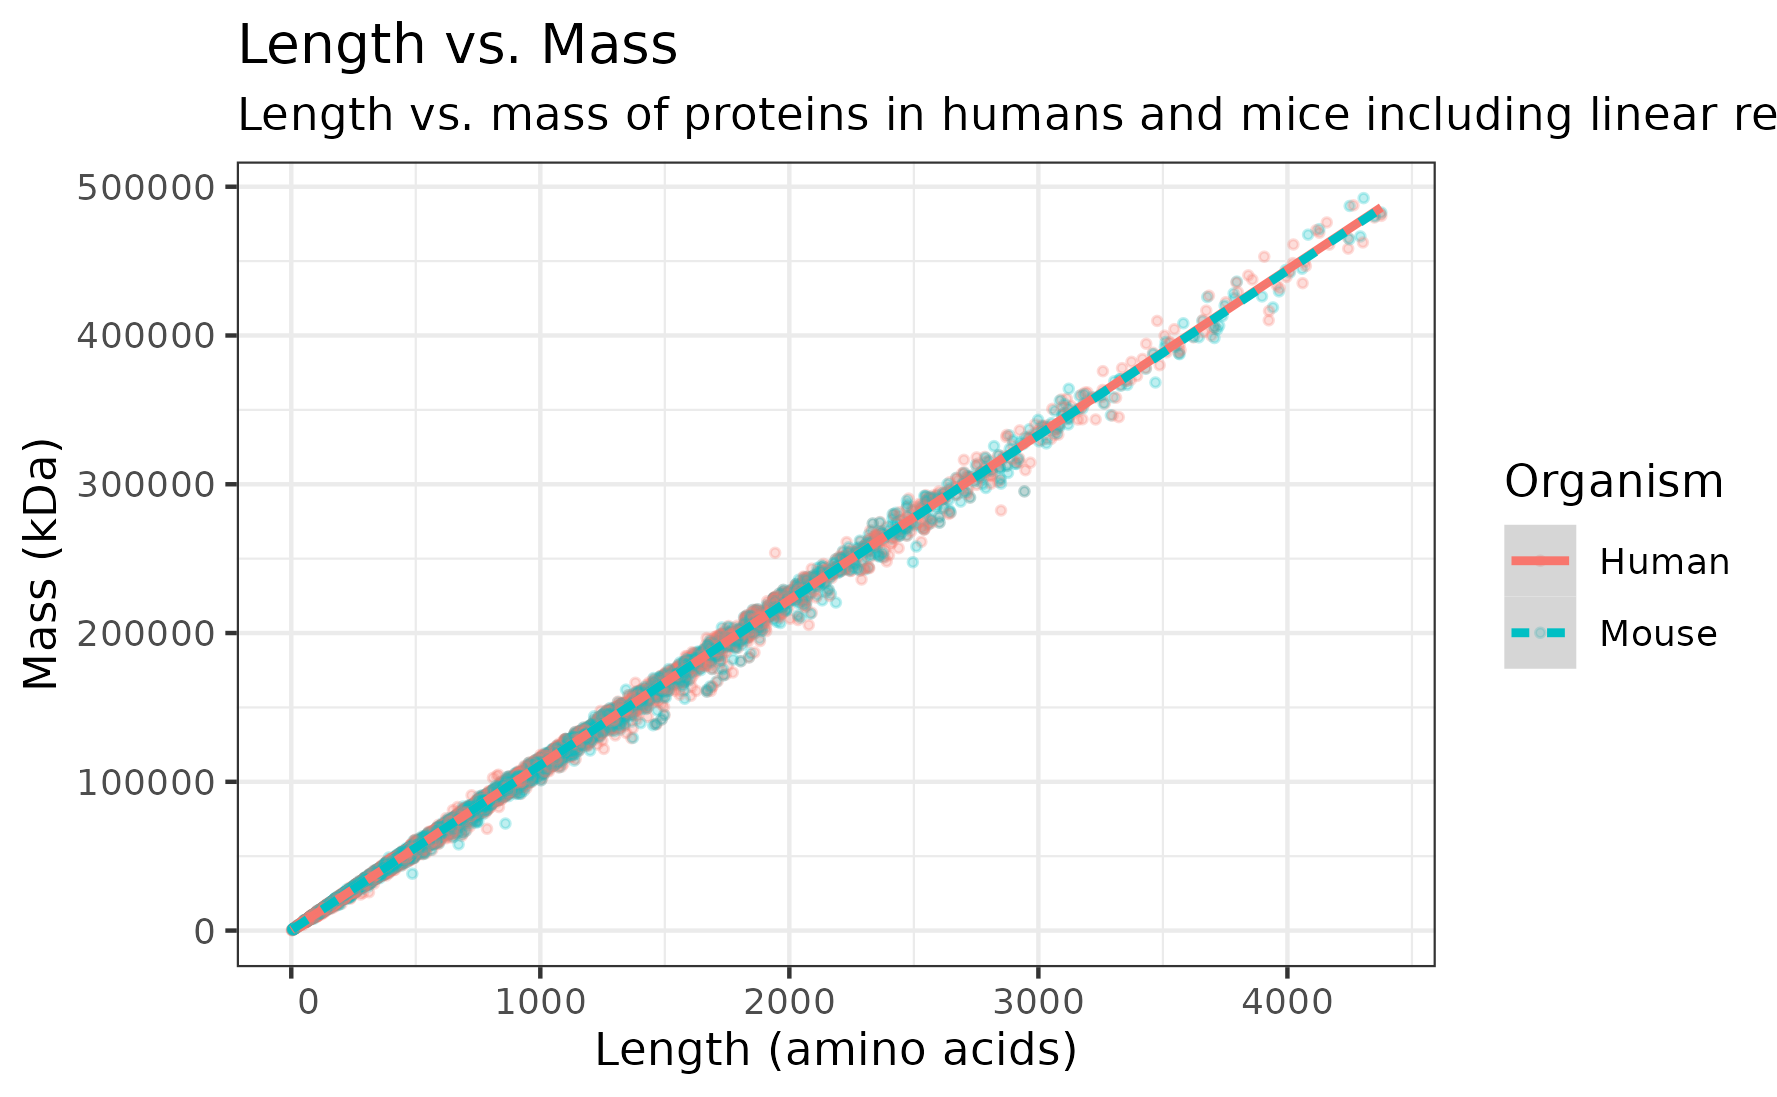 Length vs. Mass
Length vs. mass of proteins in humans and mice including linear re
500000
400000
300000
200000
100000
0
Mass (kDa)
0 1000 2000 3000 4000
Length (amino acids)
Organism
Human
Mouse